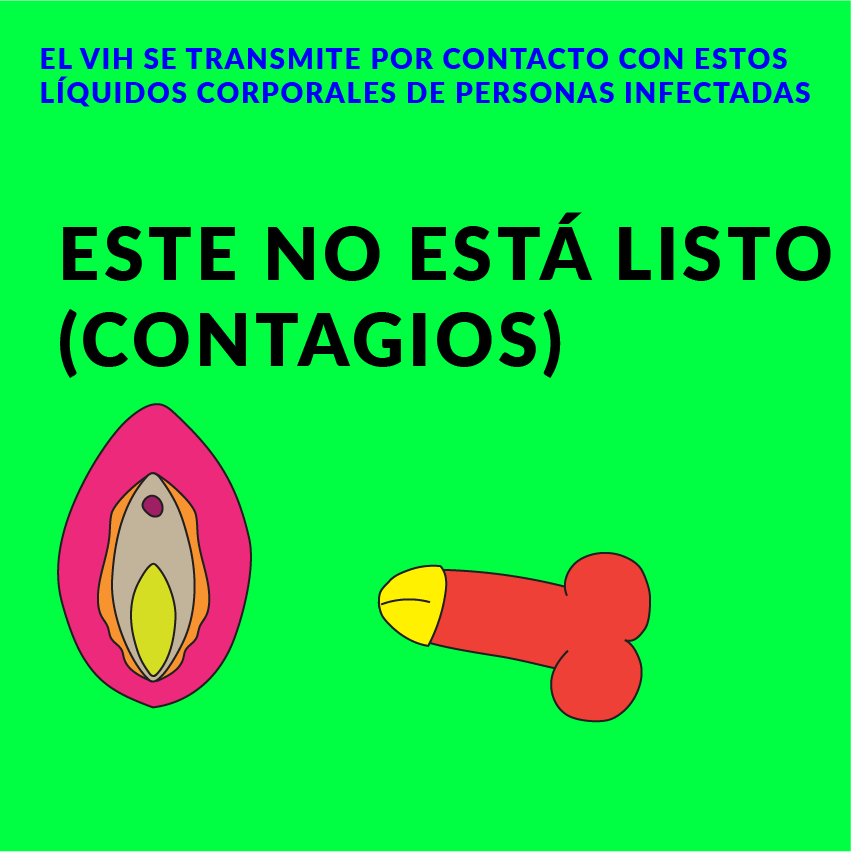 EL VIH SE TRANSMITE POR CONTACTO CON ESTOS
LÍQUIDOS CORPORALES DE PERSONAS INFECTADAS
ESTE NO ESTÁ LISTO
(CONTAGIOS)